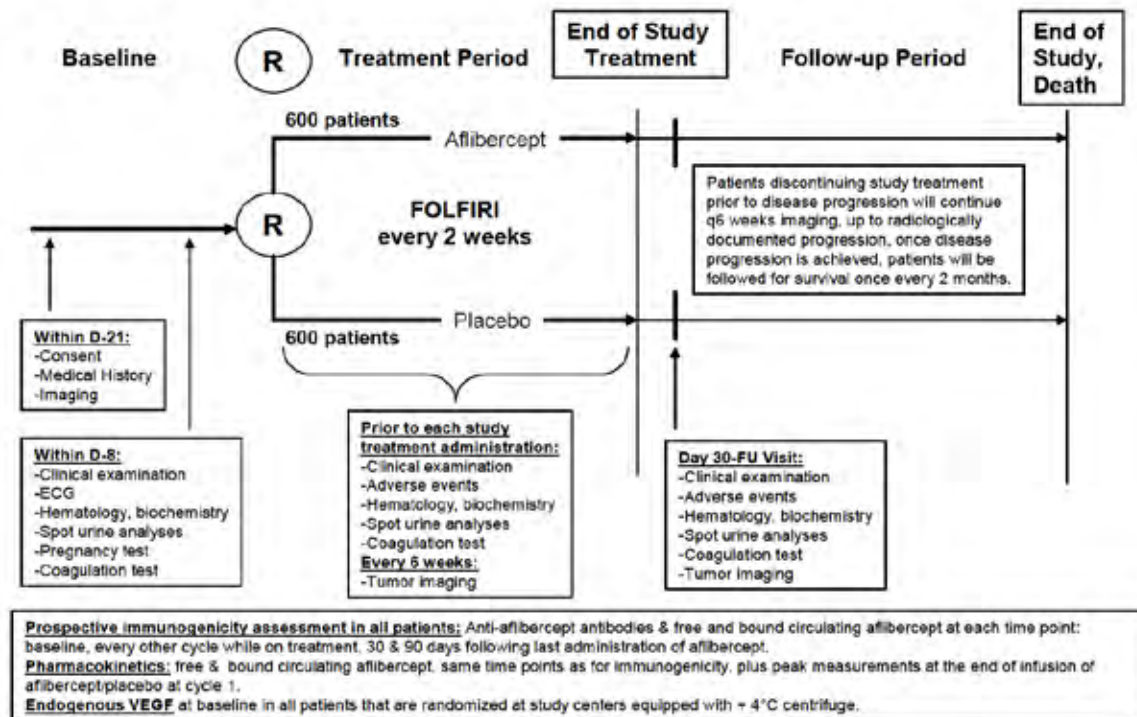 Baseline
R
Treatment Period
End of Study
Treatment
Follow-up Period
End of
Study,
Death
600 patients
Aflibercept
R
FOLFIRI
every 2 weeks
Patients discontinuing study treatment
prior to disease progression will continue
q6 weeks imaging, up to radiologically
documented progression, once disease
progression is achieved, patients will be
followed for survival once every 2 months.
Placebo
600 patients
Within D-21:
-Consent
-Medical History
-Imaging
Within D-8:
-Clinical examination
-ECG
-Hematology, biochemistry
-Spot urine analyses
-Pregnancy test
-Coagulation test
Prior to each study
treatment administration:
-Clinical examination
-Adverse events
-Hematology, biochemistry
-Spot urine analyses
-Coagulation test
Every 6 weeks:
-Tumor imaging
Day 30-FU Visit:
-Clinical examination
-Adverse events
-Hematology, biochemistry
-Spot urine analyses
-Coagulation test
-Tumor imaging
Prospective immunogenicity assessment in all patients: Anti-aflibercept antibodies & free and bound circulating aflibercept at each time point:
baseline, every other cycle while on treatment, 30 & 90 days following last administration of aflibercept.
Pharmacokinetics: free & bound circulating aflibercept, same time points as for immunogenicity, plus peak measurements at the end of infusion of
aflibercept/placebo at cycle 1.
Endogenous VEGF at baseline in all patients that are randomized at study centers equipped with + 4°C centrifuge.